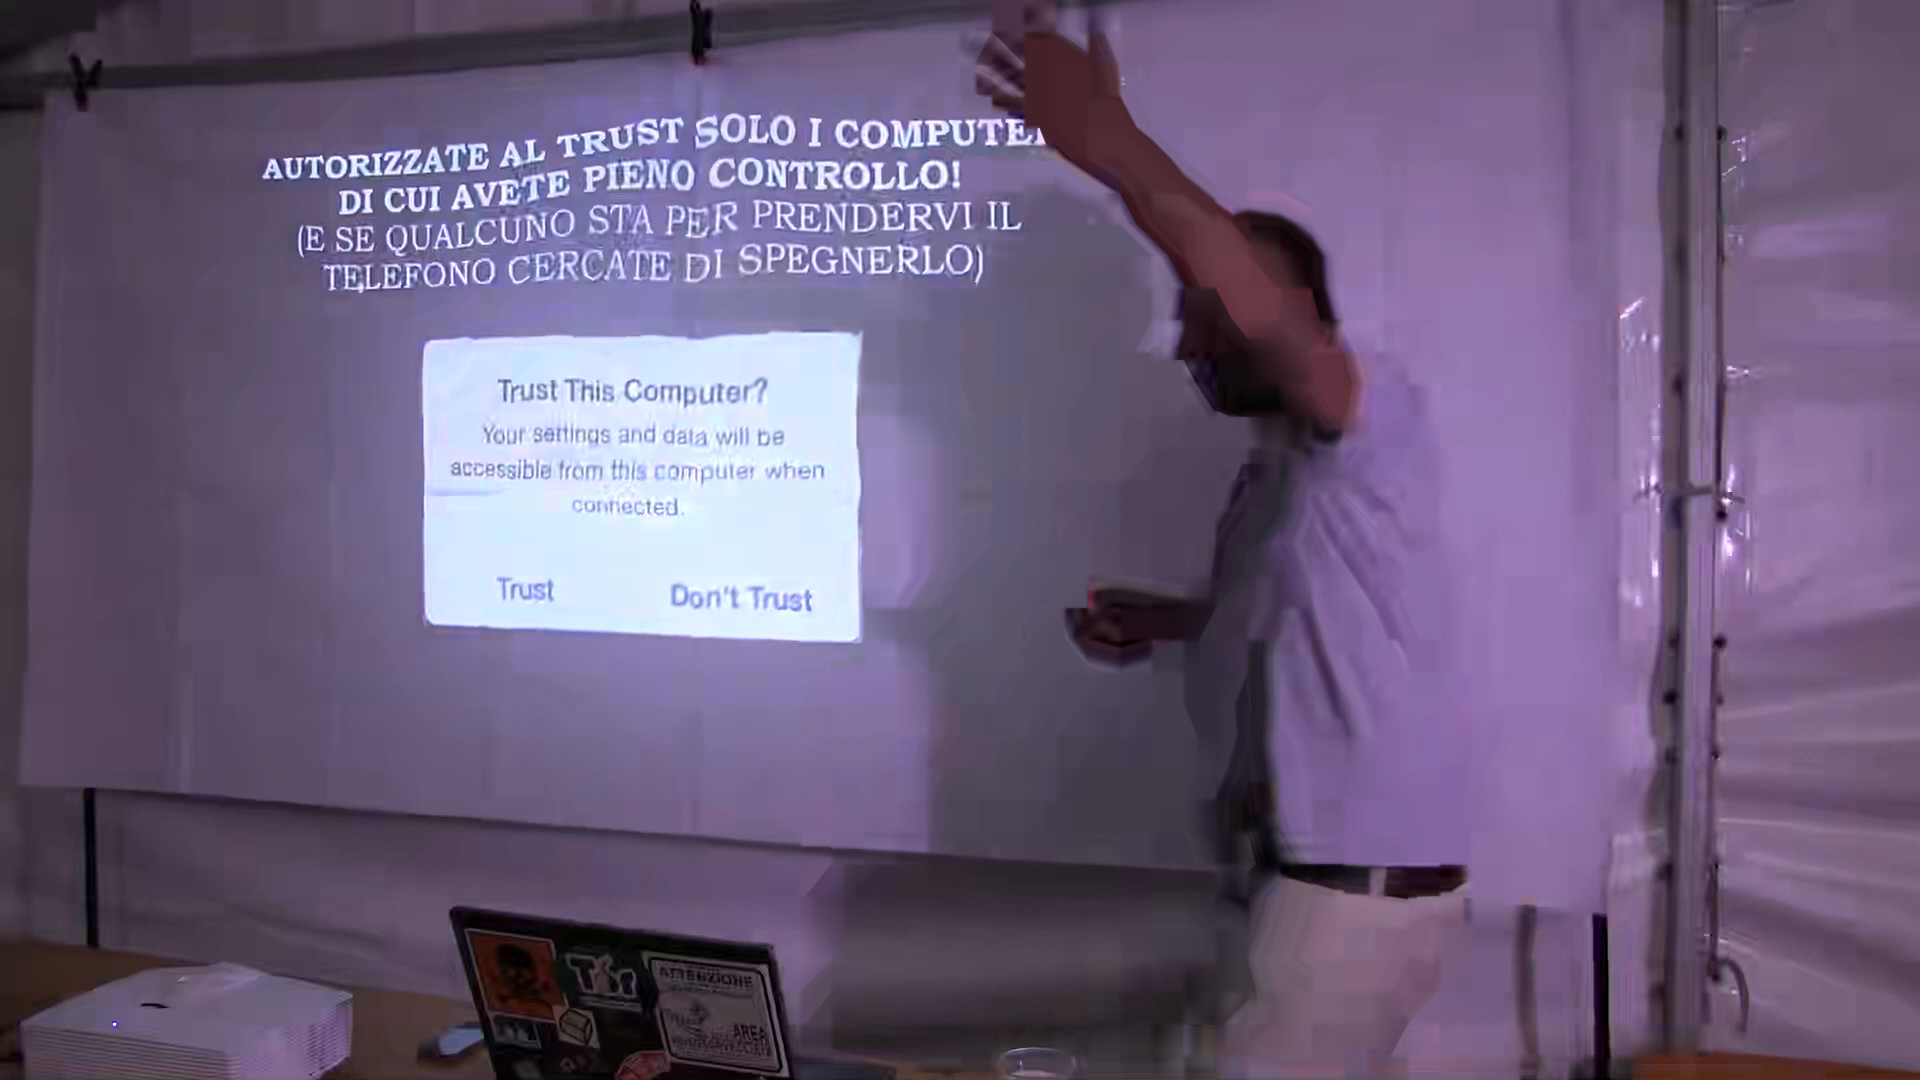 AUTORIZZATE AL TRUST SOLO I COMPUTER
DI CUI AVETE PIENO CONTROLLO!
(E SE QUALCUNO STA PER PRENDERVI IL
TELEFONO CERCATE DI SPEGNERLO)
Trust This Computer?
Your settings and data will be
accessible from this computer when
connected.
Trust Don't Trust
ATTENZIONE
AREA